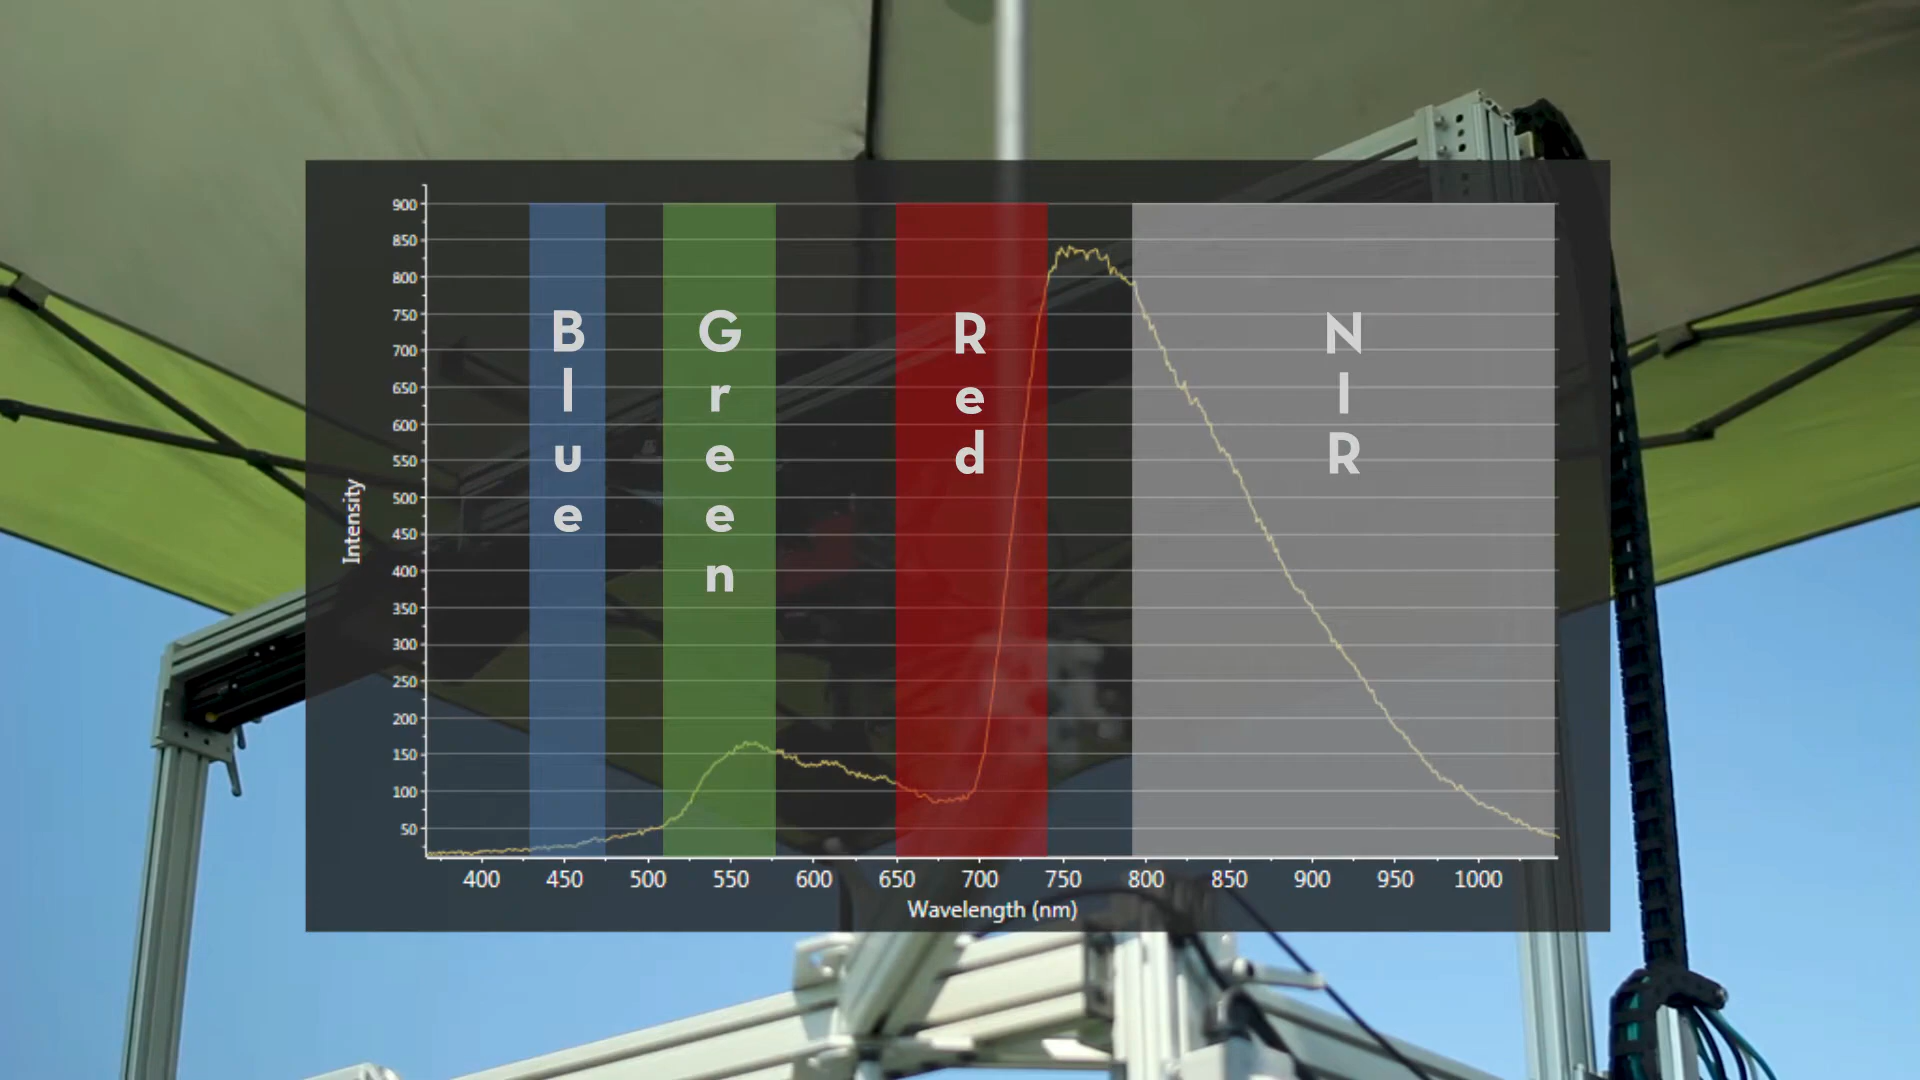 900
850
800
750
700
650
600
550
500
450
400
350
300
250
200
150
100
50
Intensity
Blue
Green
Red
NIR
400 450 500 550 600 650 700 750 800 850 900 950 1000
Wavelength (nm)